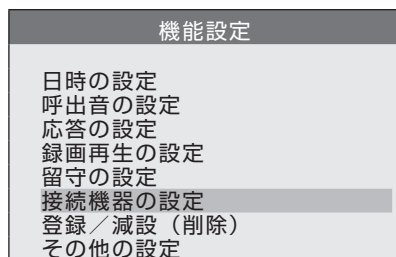 機能設定
日時の設定
呼出音の設定
応答の設定
録画再生の設定
留守の設定
接続機器の設定
登録／減設（削除）
その他の設定